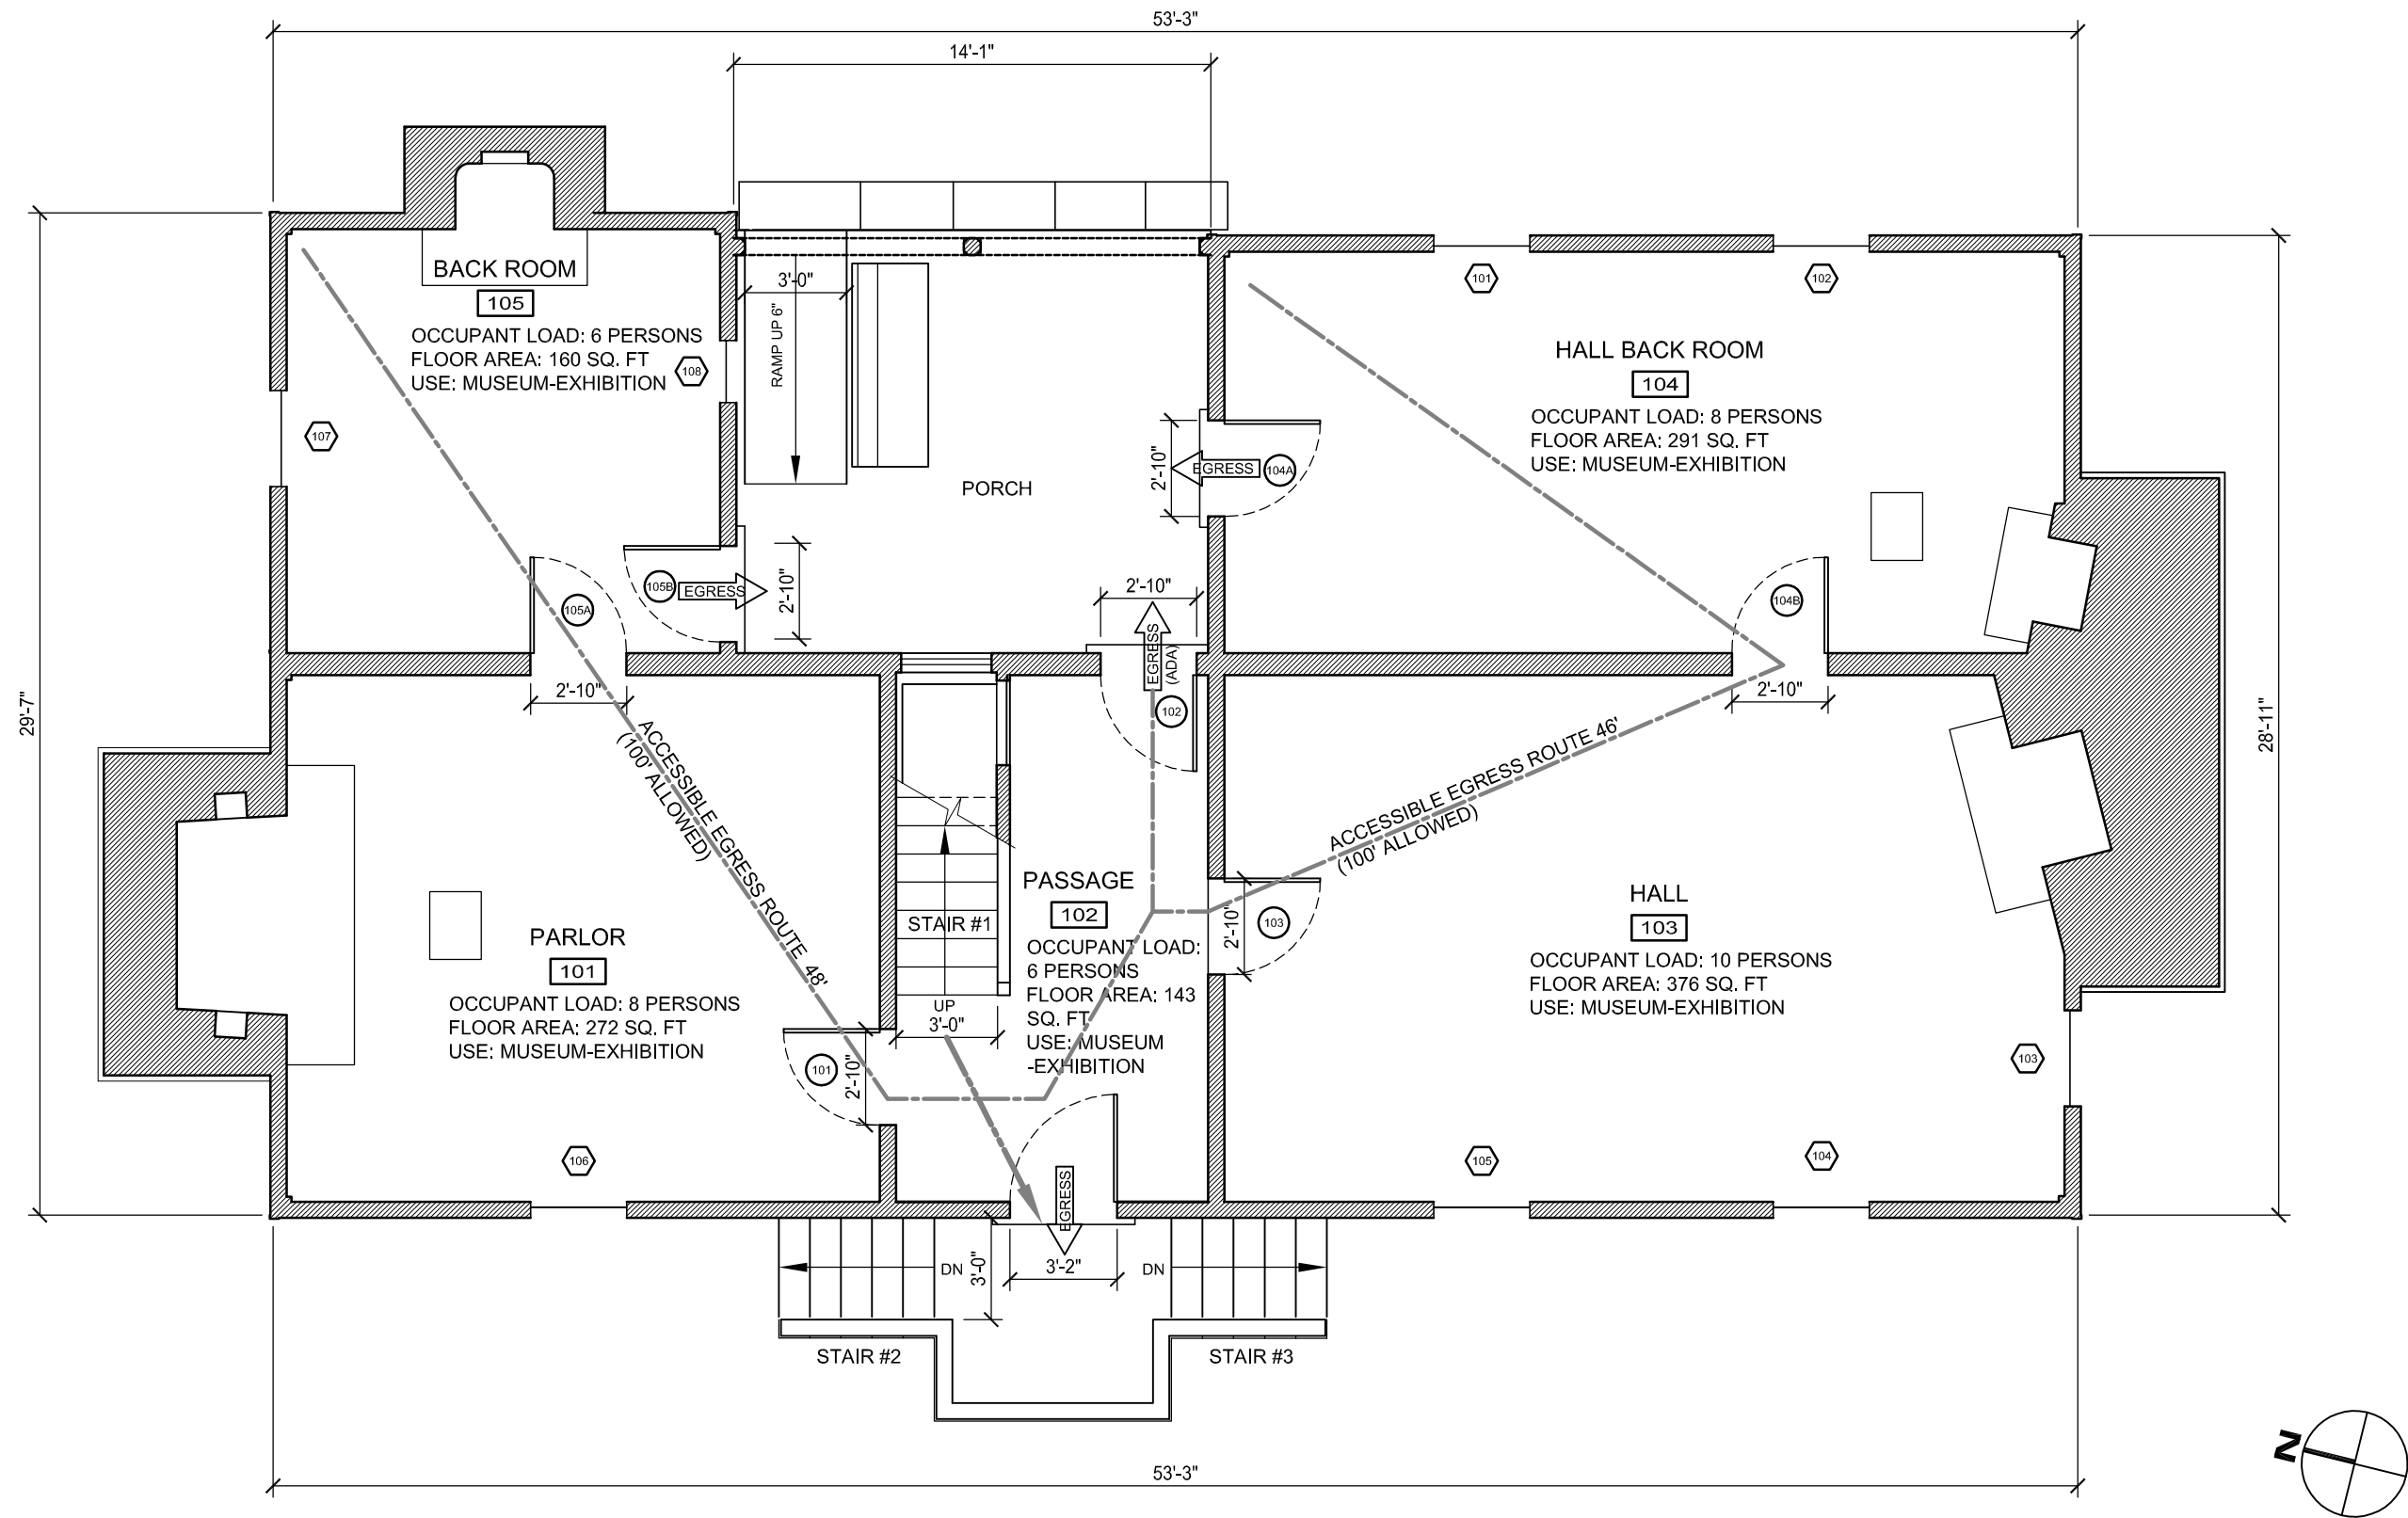 53'-3"
14'-1"
BACK ROOM
105
OCCUPANT LOAD: 6 PERSONS
FLOOR AREA: 160 SQ. FT
USE: MUSEUM-EXHIBITION
108
107
3'-0"
RAMP UP 6"
PORCH
101
102
HALL BACK ROOM
104
OCCUPANT LOAD: 8 PERSONS
FLOOR AREA: 291 SQ. FT
USE: MUSEUM-EXHIBITION
2'-10"
EGRESS
104A
105A
105B
EGRESS
2'-10"
2'-10"
EGRESS
(ADA)
102
104B
2'-10"
2'-10"
29'-7"
28'-11"
ACCESSIBLE EGRESS ROUTE 48'
(100' ALLOWED)
ACCESSIBLE EGRESS ROUTE 46'
(100' ALLOWED)
PARLOR
101
OCCUPANT LOAD: 8 PERSONS
FLOOR AREA: 272 SQ. FT
USE: MUSEUM-EXHIBITION
STAIR #1
UP
3'-0"
PASSAGE
102
OCCUPANT LOAD:
6 PERSONS
FLOOR AREA: 143
SQ. FT
USE: MUSEUM
-EXHIBITION
2'-10"
103
HALL
103
OCCUPANT LOAD: 10 PERSONS
FLOOR AREA: 376 SQ. FT
USE: MUSEUM-EXHIBITION
101
2'-10"
103
106
105
104
EGRESS
DN
3'-0"
3'-2"
DN
STAIR #2
STAIR #3
53'-3"
N